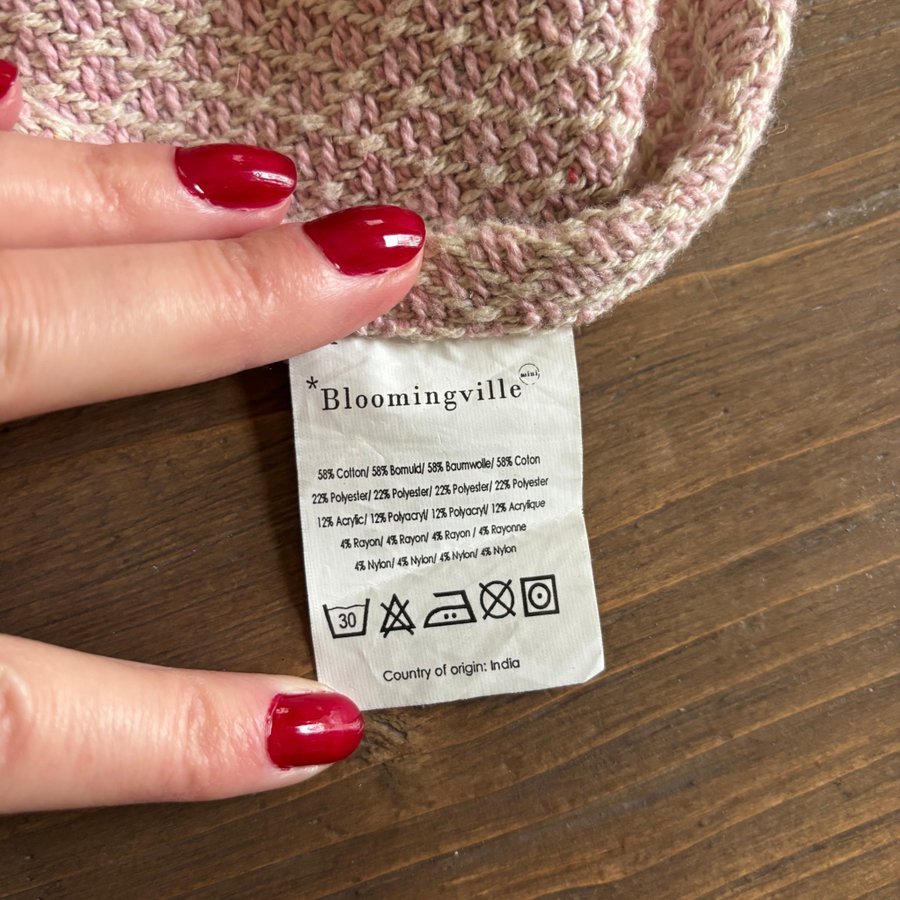 *Bloomingville mini
58% Cotton/ 58% Bomuld/ 58% Baumwolle/ 58% Coton
22% Polyester/ 22% Polyester/ 22% Polyester/ 22% Polyester
12% Acrylic/ 12% Polyacryl/ 12% Polyacryl/ 12% Acrylique
4% Rayon/ 4% Rayon/ 4% Rayon / 4% Rayonne
4% Nylon/ 4% Nylon/ 4% Nylon/ 4% Nylon
30
Country of origin: India